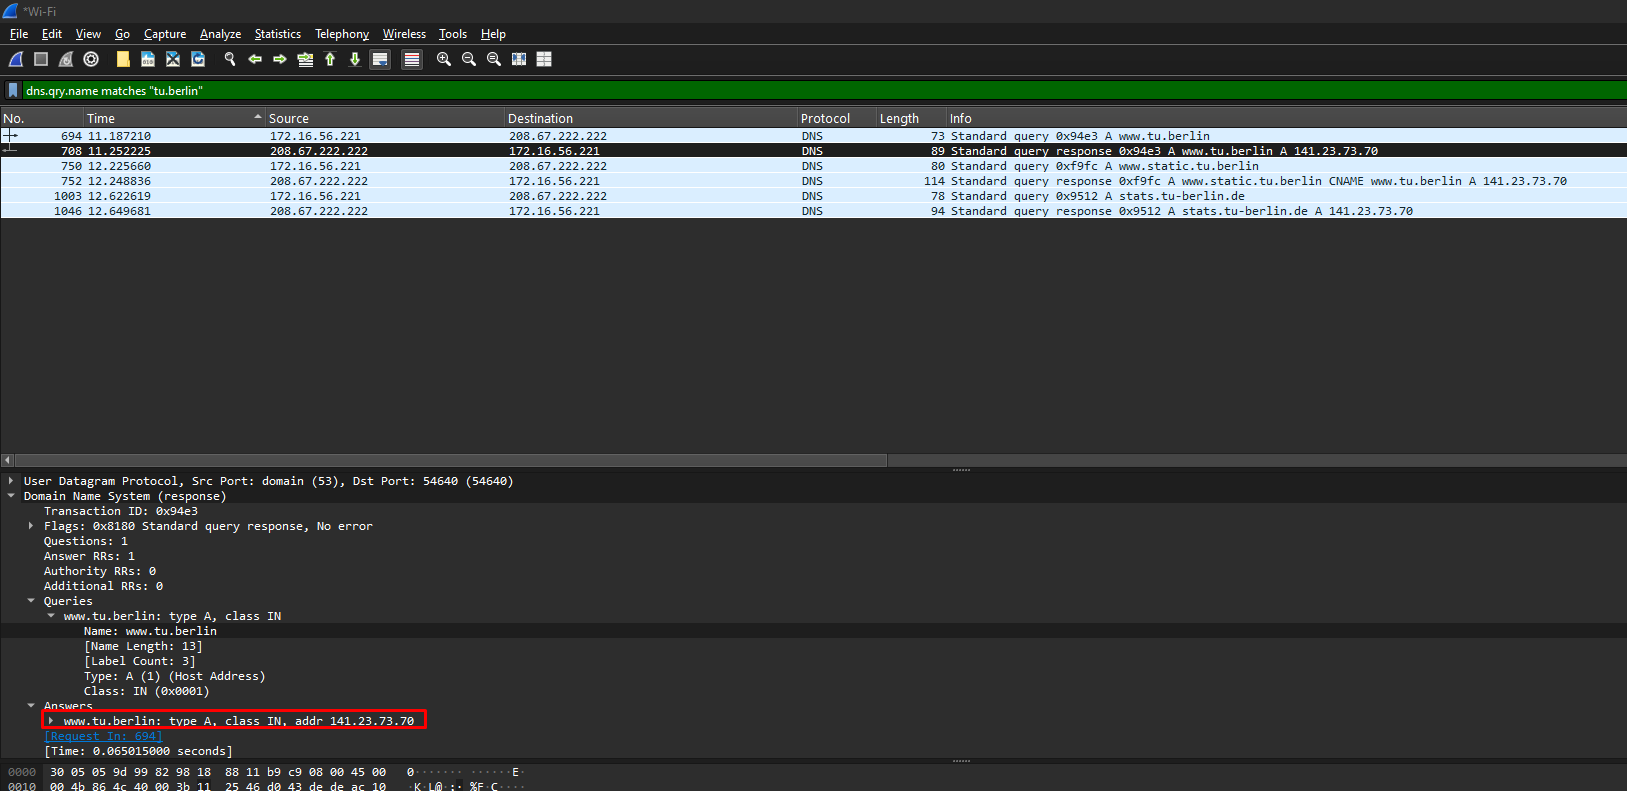 *Wi-Fi
File Edit View Go Capture Analyze Statistics Telephony Wireless Tools Help
dns.qry.name matches "tu.berlin"
No. Time Source Destination Protocol Length Info
694 11.187210 172.16.56.221 208.67.222.222 DNS 73 Standard query 0x94e3 A www.tu.berlin
708 11.252225 208.67.222.222 172.16.56.221 DNS 89 Standard query response 0x94e3 A www.tu.berlin A 141.23.73.70
750 12.225660 172.16.56.221 208.67.222.222 DNS 80 Standard query 0xf9fc A www.static.tu.berlin
752 12.248836 208.67.222.222 172.16.56.221 DNS 114 Standard query response 0xf9fc A www.static.tu.berlin CNAME www.tu.berlin A 141.23.73.70
1003 12.622619 172.16.56.221 208.67.222.222 DNS 78 Standard query 0x9512 A stats.tu-berlin.de
1046 12.649681 208.67.222.222 172.16.56.221 DNS 94 Standard query response 0x9512 A stats.tu-berlin.de A 141.23.73.70
User Datagram Protocol, Src Port: domain (53), Dst Port: 54640 (54640)
Domain Name System (response)
Transaction ID: 0x94e3
Flags: 0x8180 Standard query response, No error
Questions: 1
Answer RRs: 1
Authority RRs: 0
Additional RRs: 0
Queries
www.tu.berlin: type A, class IN
Name: www.tu.berlin
[Name Length: 13]
[Label Count: 3]
Type: A (1) (Host Address)
Class: IN (0x0001)
Answers
www.tu.berlin: type A, class IN, addr 141.23.73.70
[Request In: 694]
[Time: 0.065015000 seconds]
0000 30 05 05 9d 99 82 98 18 88 11 b9 c9 08 00 45 00 0······· ······E·
0010 00 4b 86 4c 40 00 3b 11 25 46 d0 43 de de ac 10 ·K·L@·;· %F·C····